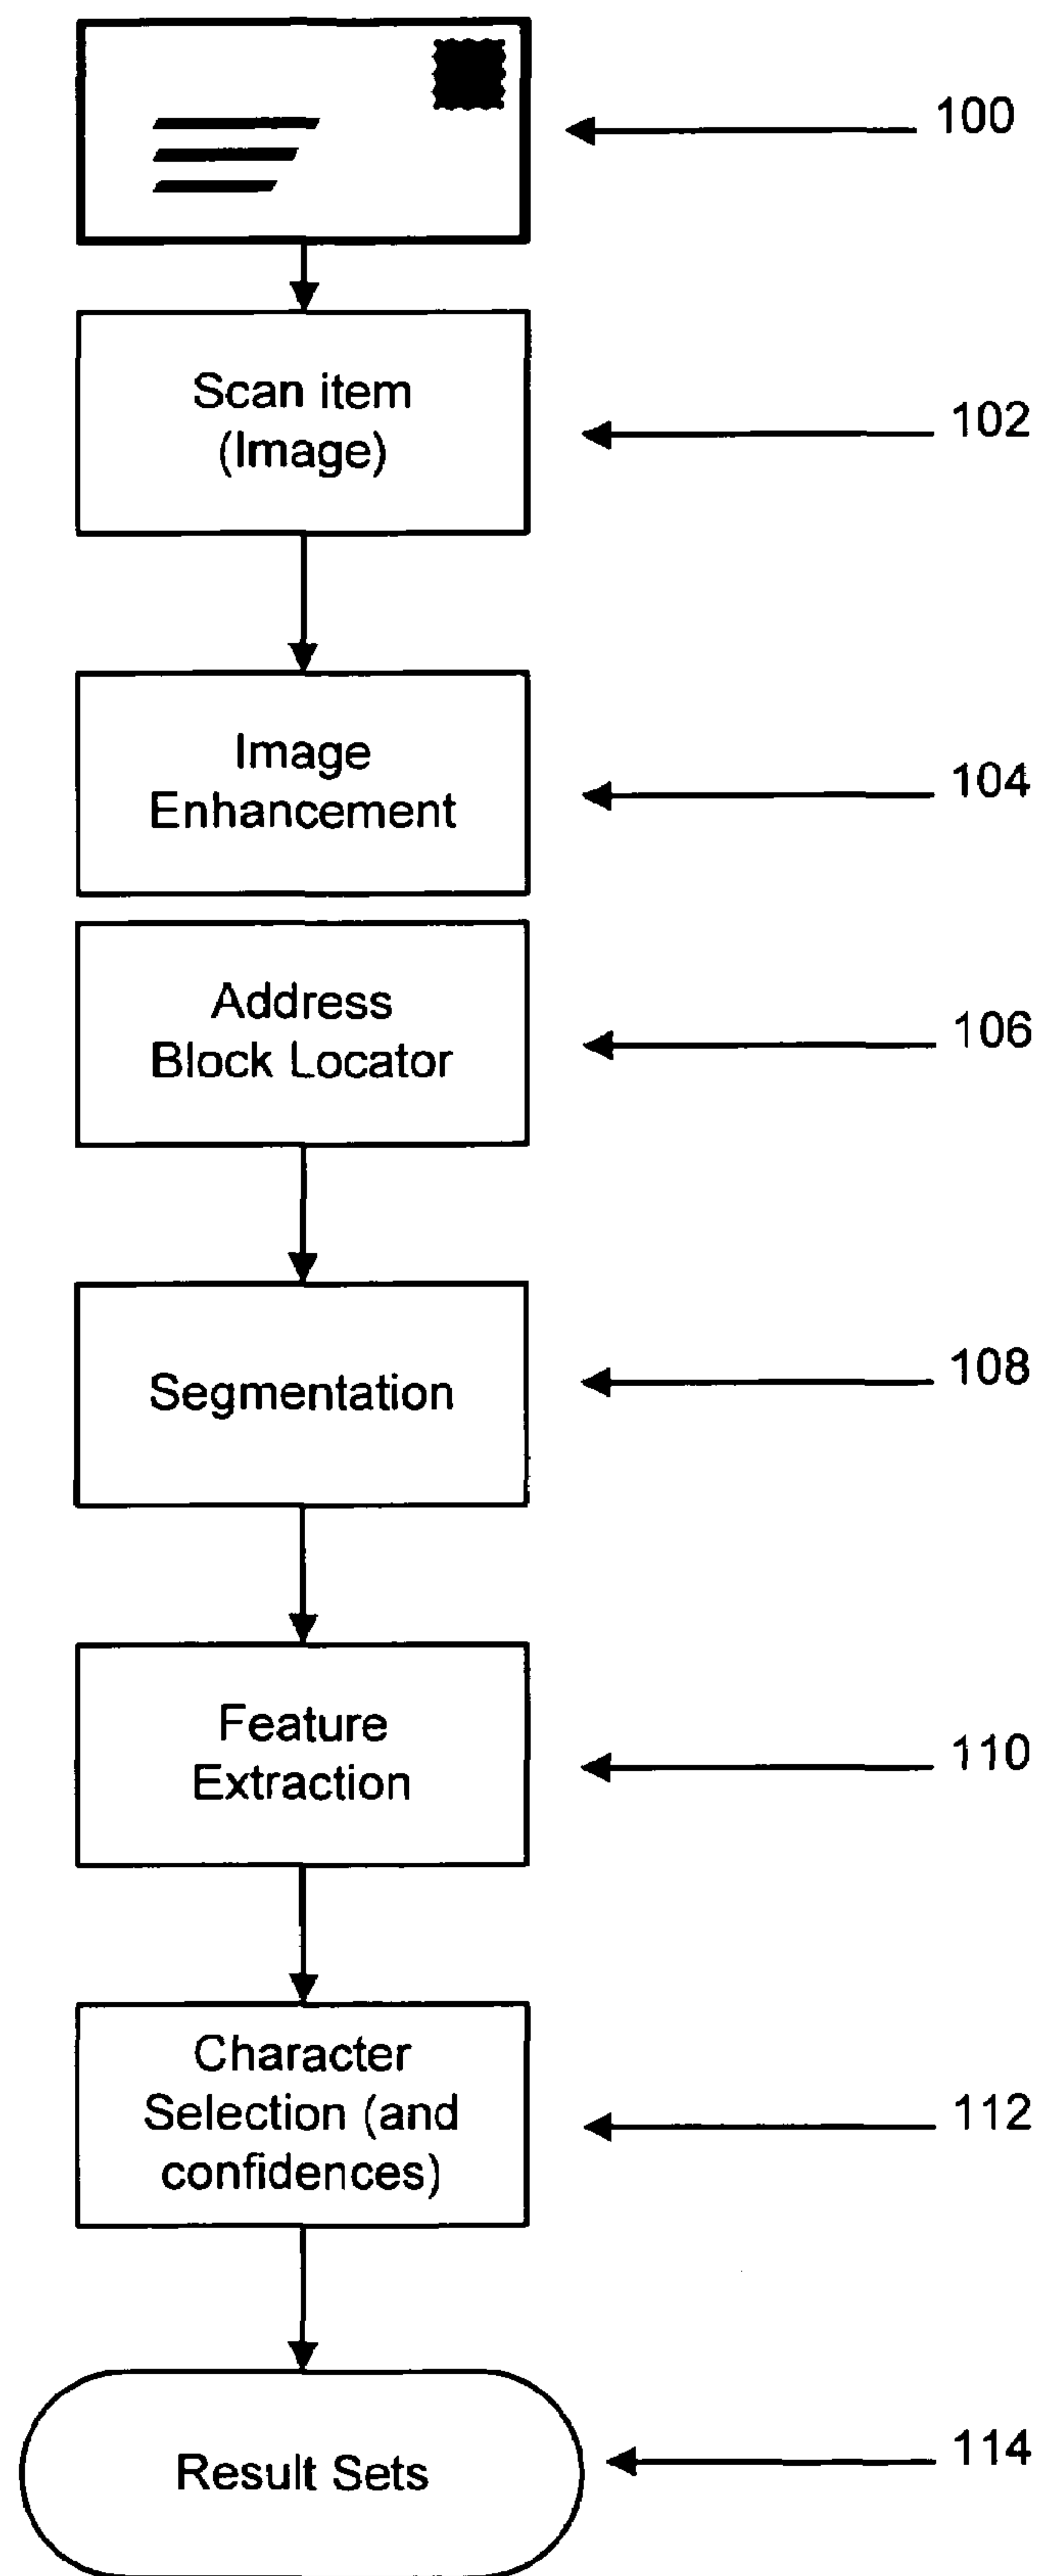 100
Scan item
(Image)
102
Image
Enhancement
104
Address
Block Locator
106
Segmentation
108
Feature
Extraction
110
Character
Selection (and
confidences)
112
Result Sets
114